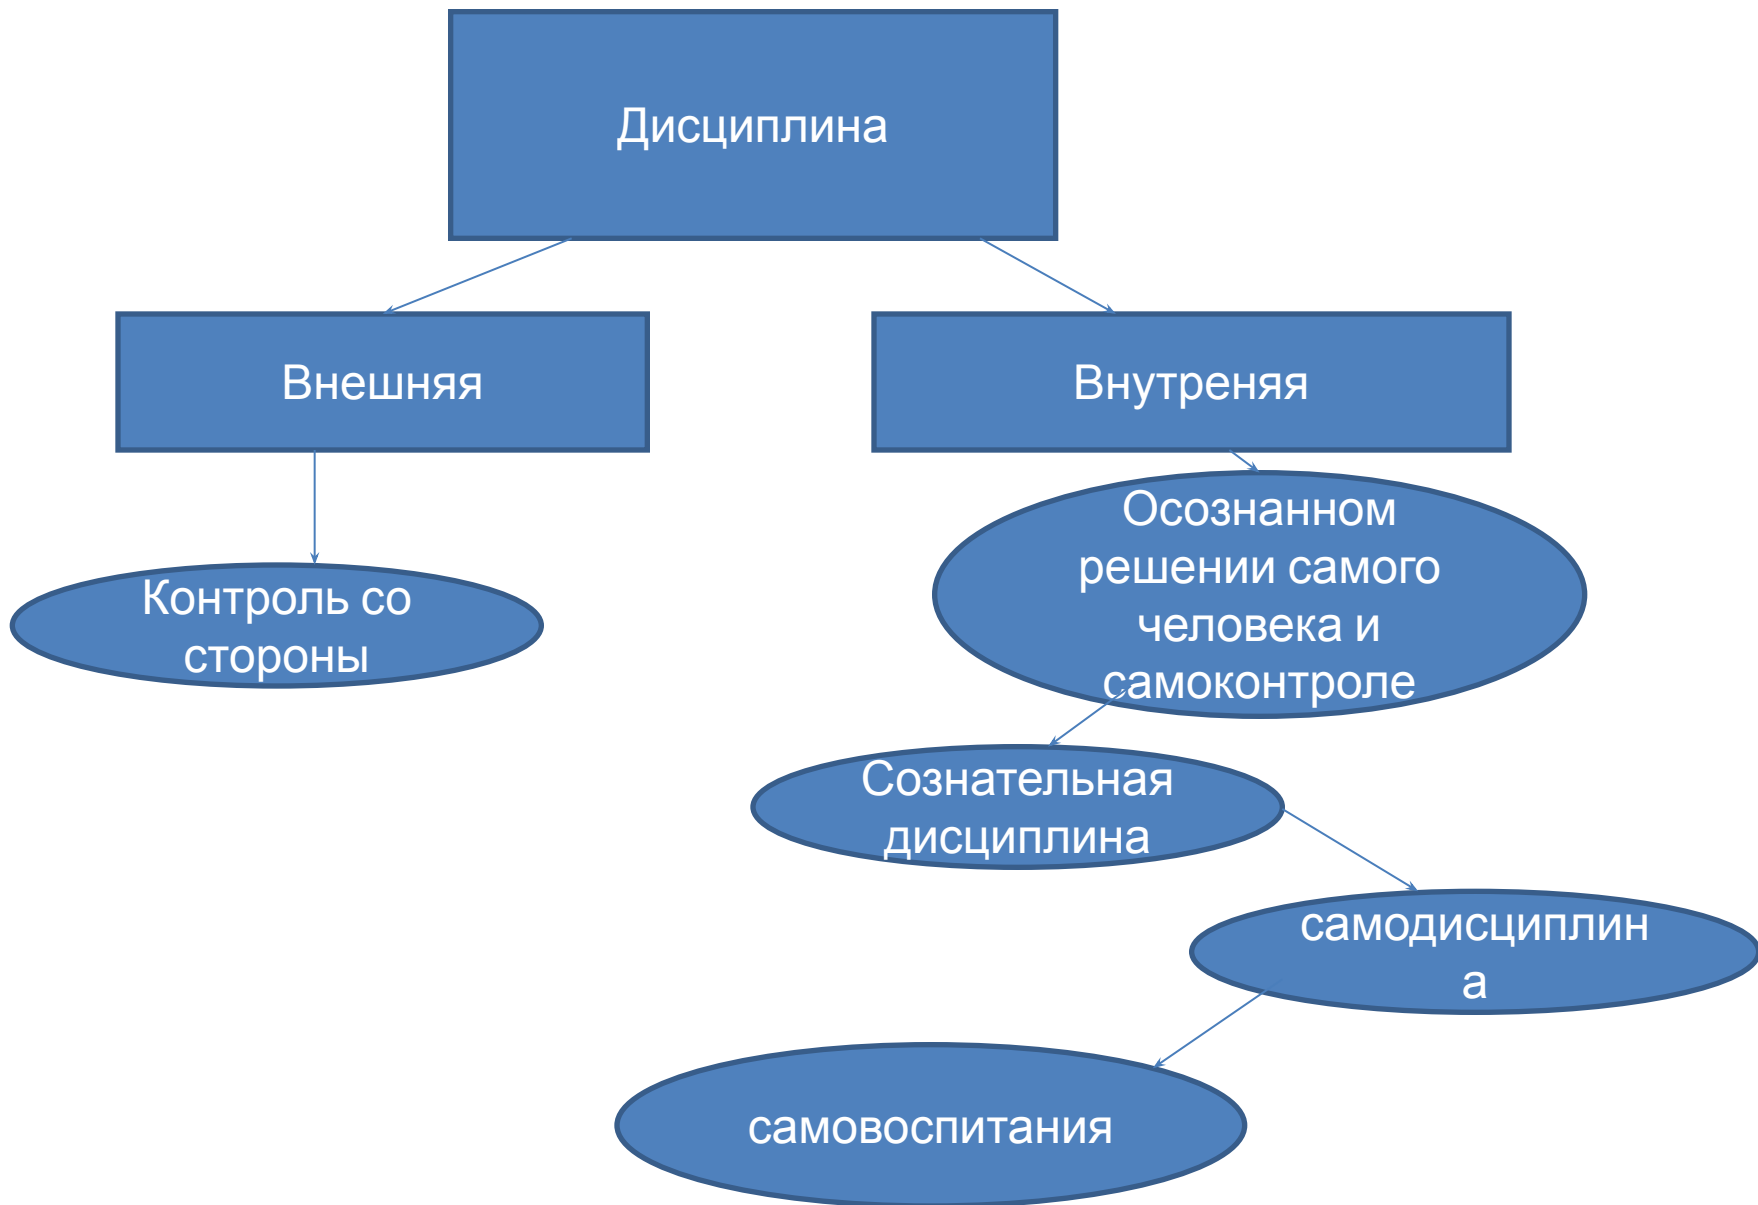 Дисциплина
Внешняя
Внутреняя
Контроль со
стороны
Осознанном
решении самого
человека и
самоконтроле
Сознательная
дисциплина
самодисциплин
а
самовоспитания